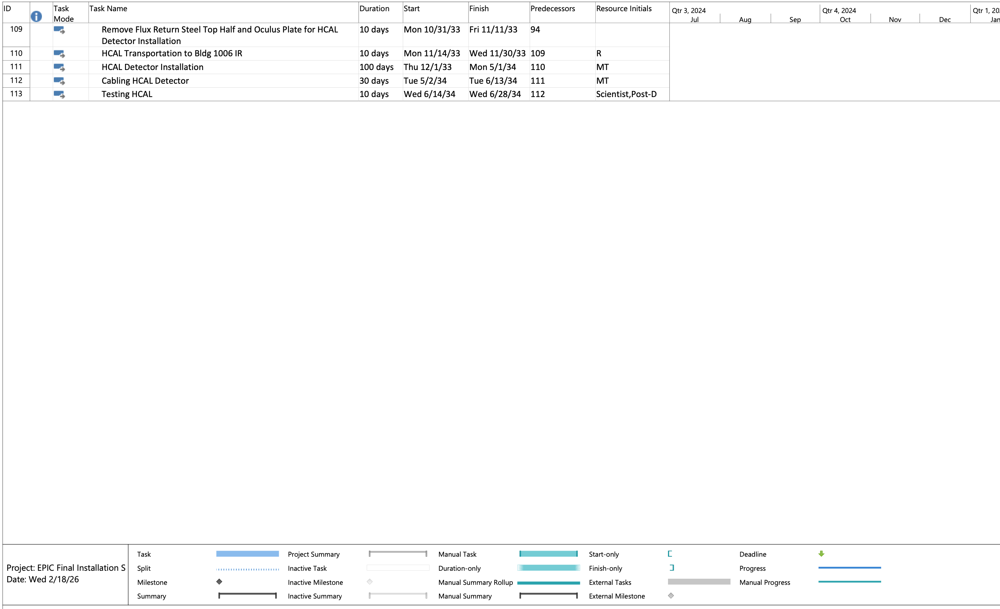 ID Task Mode Task Name Duration Start Finish Predecessors Resource Initials
Qtr 3, 2024 Qtr 4, 2024 Qtr 1, 20
Jul Aug Sep Oct Nov Dec Jan
109 Remove Flux Return Steel Top Half and Oculus Plate for HCAL Detector Installation 10 days Mon 10/31/33 Fri 11/11/33 94
110 HCAL Transportation to Bldg 1006 IR 10 days Mon 11/14/33 Wed 11/30/33 109 R
111 HCAL Detector Installation 100 days Thu 12/1/33 Mon 5/1/34 110 MT
112 Cabling HCAL Detector 30 days Tue 5/2/34 Tue 6/13/34 111 MT
113 Testing HCAL 10 days Wed 6/14/34 Wed 6/28/34 112 Scientist,Post-D
Project: EPIC Final Installation S
Date: Wed 2/18/26
Task Project Summary Manual Task Start-only Deadline
Split Inactive Task Duration-only Finish-only Progress
Milestone Inactive Milestone Manual Summary Rollup External Tasks Manual Progress
Summary Inactive Summary Manual Summary External Milestone